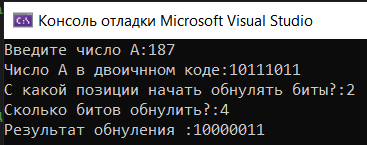 Консоль отладки Microsoft Visual Studio
Введите число A:187
Число A в двоичнном коде:10111011
С какой позиции начать обнулять биты?:2
Сколько битов обнулить?:4
Результат обнуления :10000011